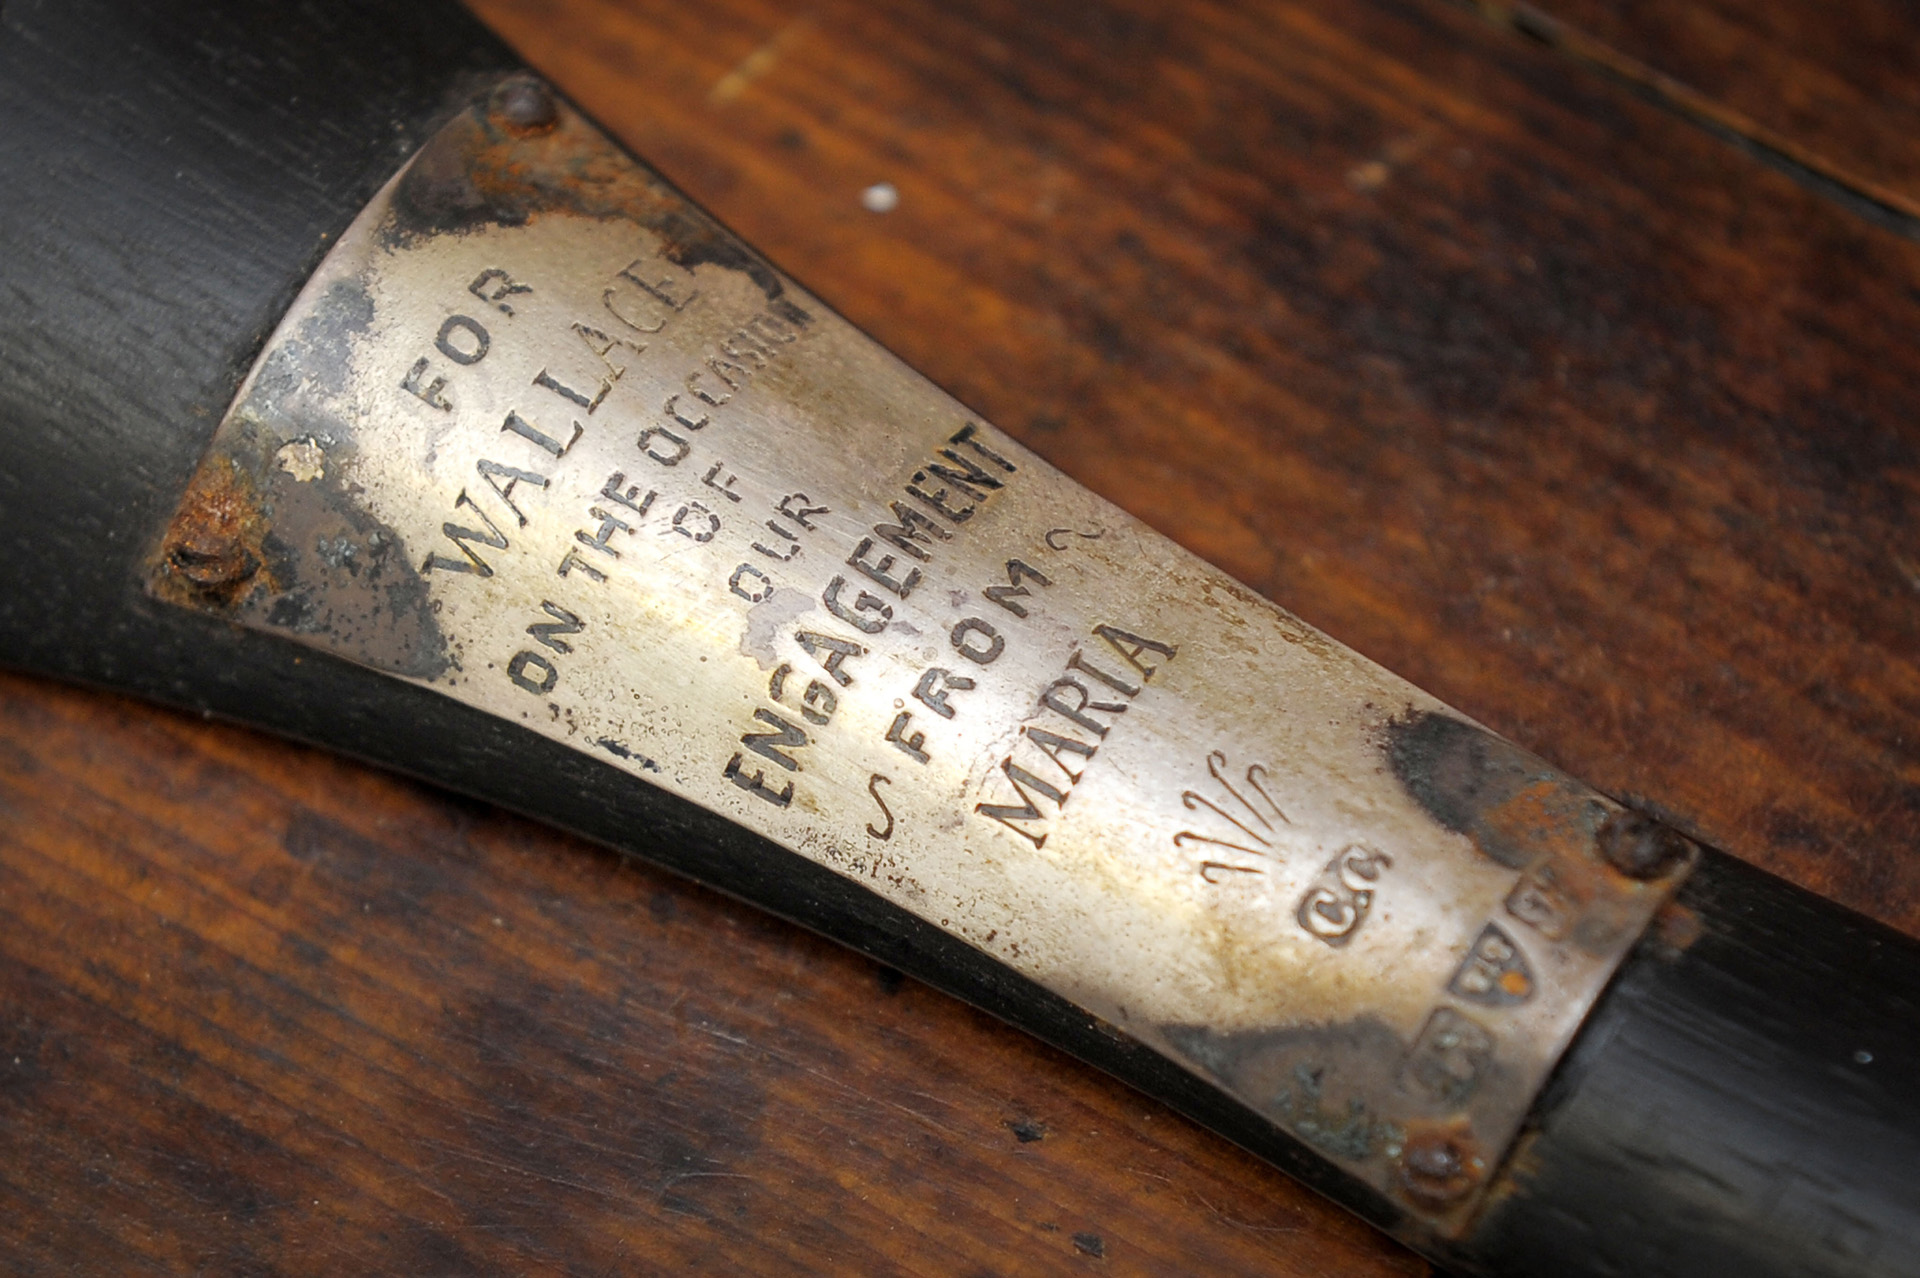 FOR
WALLACE
ON THE OCCASION
OF
OUR
ENGAGEMENT
FROM
MARIA